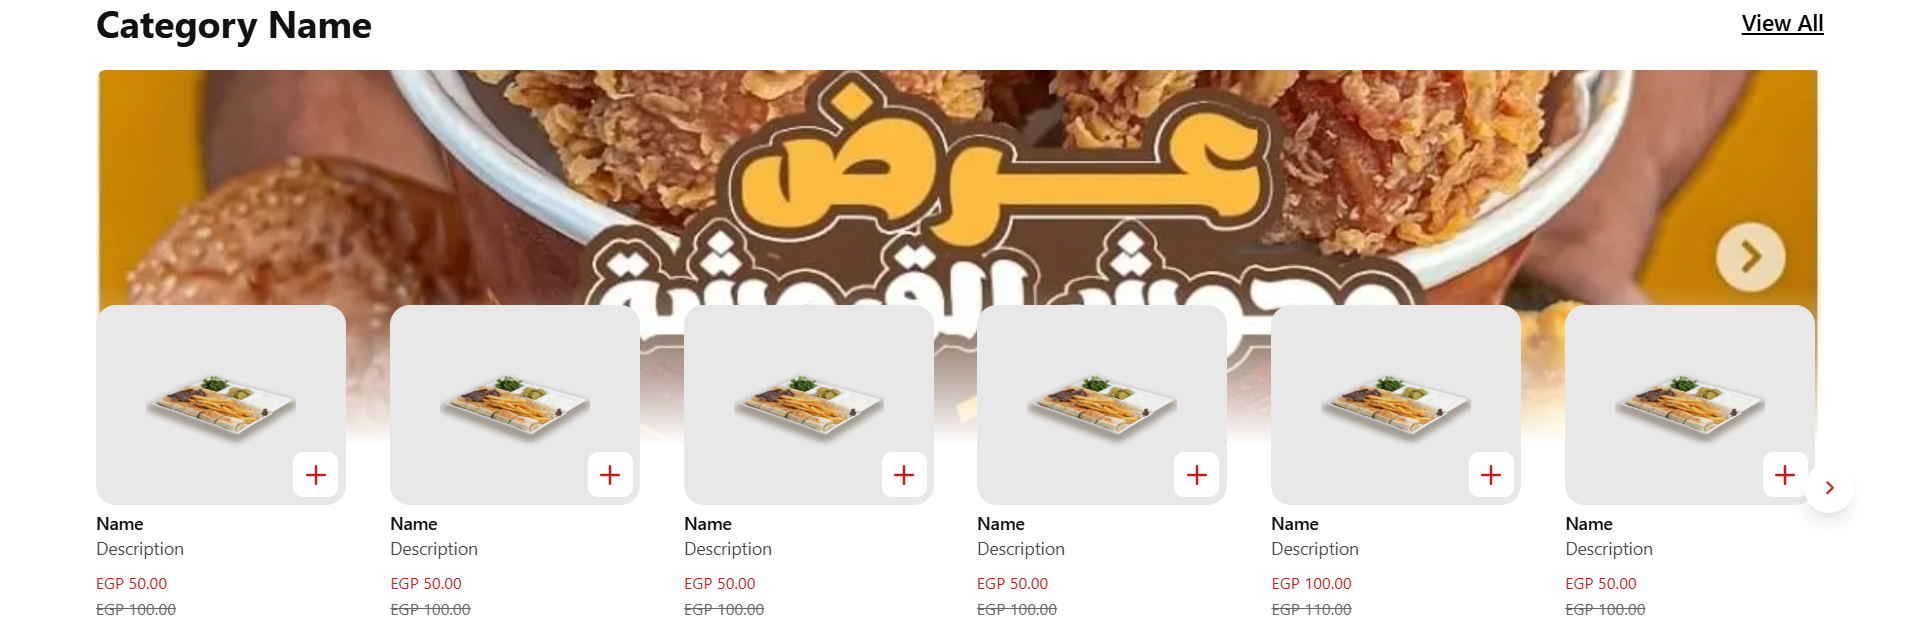 Category Name
View All
عرض
Name Name Name Name Name Name
Description Description Description Description Description Description
EGP 50.00 EGP 50.00 EGP 50.00 EGP 50.00 EGP 100.00 EGP 50.00
EGP 100.00 EGP 100.00 EGP 100.00 EGP 100.00 EGP 110.00 EGP 100.00